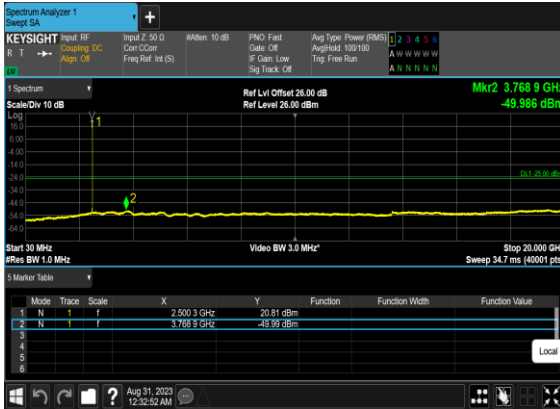 Spectrum Analyzer 1
Swept SA
+
KEYSIGHT
R T
LV
Input: RF
Coupling: DC
Align: Off
Input Z: 50 Ω
Corr CCorr
Freq Ref: Int (S)
#Atten: 10 dB
PNO: Fast
Gate: Off
IF Gain: Low
Sig Track: Off
Avg Type: Power (RMS)
Avg|Hold: 100/100
Trig: Free Run
1 2 3 4 5 6
A W W W W W
A N N N N N
1 Spectrum
Scale/Div 10 dB
Ref Lvl Offset 26.00 dB
Ref Level 26.00 dBm
Mkr2 3.768 9 GHz
-49.986 dBm
Log
16.0
6.00
-4.00
-14.0
-24.0
-34.0
-44.0
-54.0
-64.0
1
2
DL1 -25.00 dBm
Start 30 MHz
#Res BW 1.0 MHz
Video BW 3.0 MHz*
Stop 20.000 GHz
Sweep 34.7 ms (40001 pts)
5 Marker Table
Mode Trace Scale X Y Function Function Width Function Value
1 N 1 f 2.500 3 GHz 20.81 dBm
2 N 1 f 3.768 9 GHz -49.99 dBm
3
4
5
6
Local
?
Aug 31, 2023
12:32:52 AM